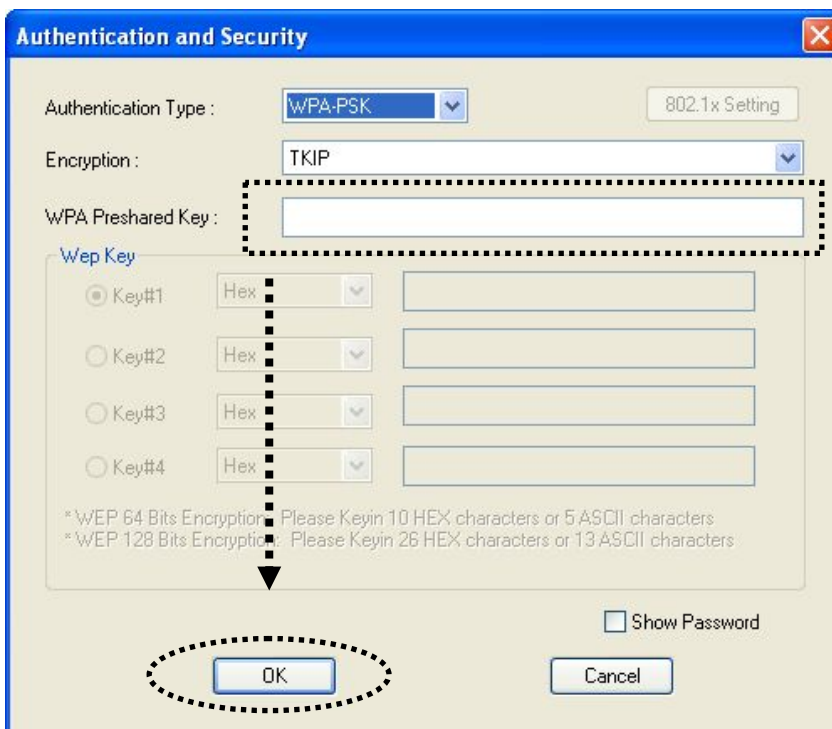 Authentication and Security
Authentication Type : WPA-PSK 802.1x Setting
Encryption : TKIP
WPA Preshared Key :
Wep Key
Key#1 Hex
Key#2 Hex
Key#3 Hex
Key#4 Hex
* WEP 64 Bits Encryption: Please Keyin 10 HEX characters or 5 ASCII characters
* WEP 128 Bits Encryption: Please Keyin 26 HEX characters or 13 ASCII characters
Show Password
OK Cancel